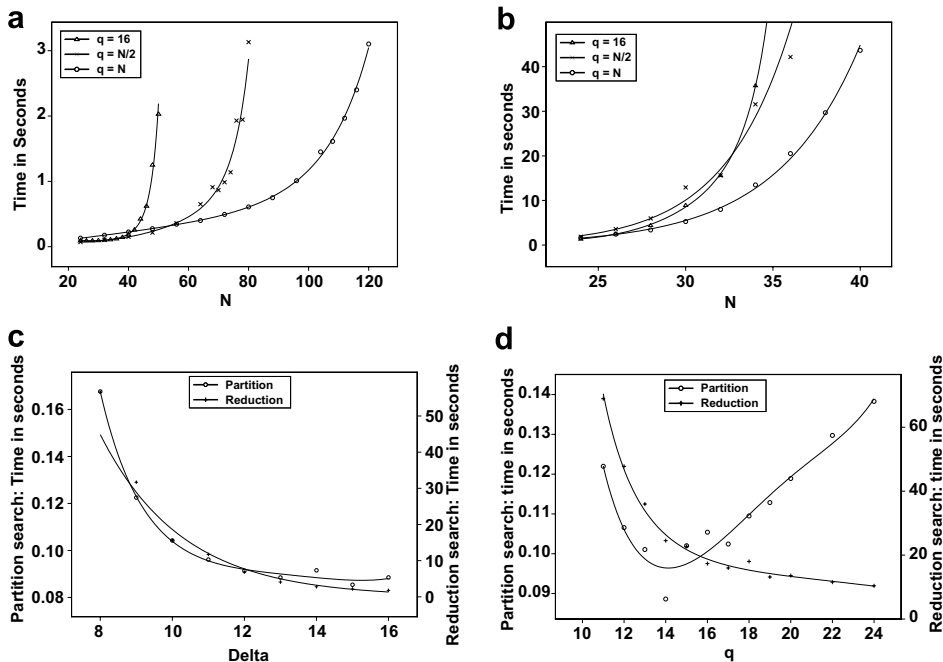 a
q = 16
q = N/2
q = N
Time in Seconds
3
2
1
0
20 40 60 80 100 120
N
b
q = 16
q = N/2
q = N
Time in seconds
40
30
20
10
0
25 30 35 40
N
c
Partition
Reduction
Partition search: Time in seconds
0.16
0.14
0.12
0.10
0.08
Reduction search: Time in seconds
50
40
30
20
10
0
8 10 12 14 16
Delta
d
Partition
Reduction
Partition search: time in seconds
0.14
0.13
0.12
0.11
0.10
0.09
Reduction search: time in seconds
60
40
20
0
10 12 14 16 18 20 22 24
q